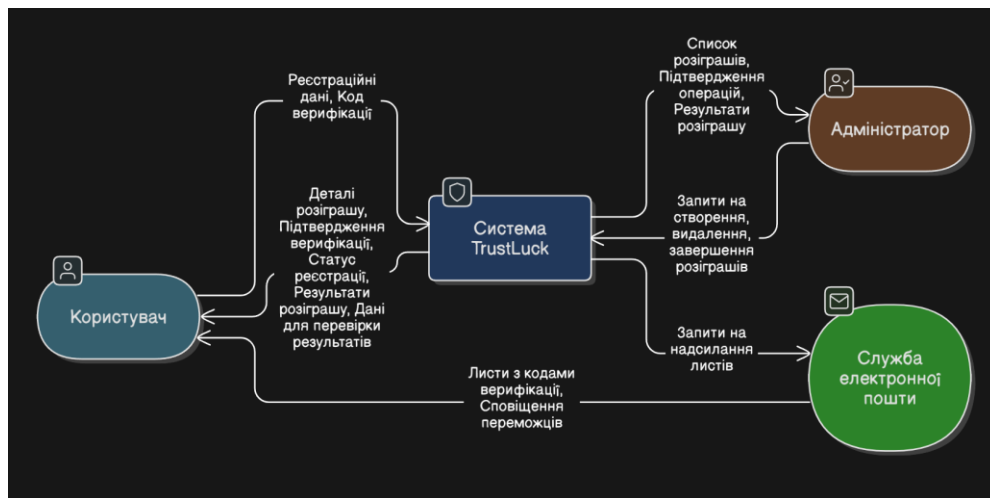 Реєстраційні
дані, Код
верифікації
Список
розіграшів,
Підтвердження
операцій,
Результати
розіграшу
Адміністратор
Деталі
розіграшу,
Підтвердження
верифікації,
Статус
реєстрації,
Результати
розіграшу, Дані
для перевірки
результатів
Система
TrustLuck
Запити на
створення,
видалення,
завершення
розіграшів
Користувач
Запити на
надсилання
листів
Служба
електронної
пошти
Листи з кодами
верифікації,
Сповіщення
переможців